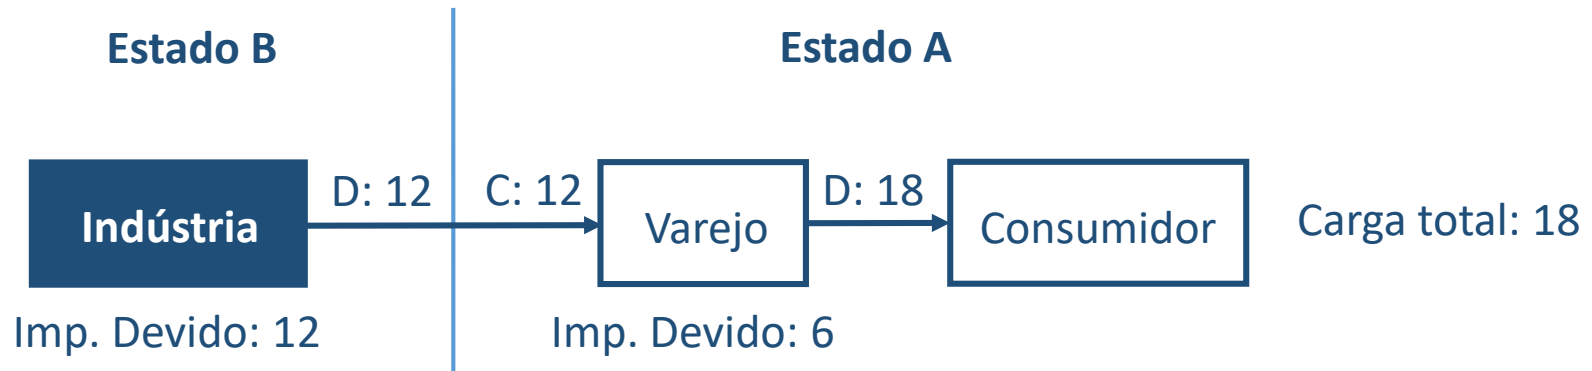 Estado B
Estado A
Indústria
D: 12
C: 12
Varejo
D: 18
Consumidor
Carga total: 18
Imp. Devido: 12
Imp. Devido: 6